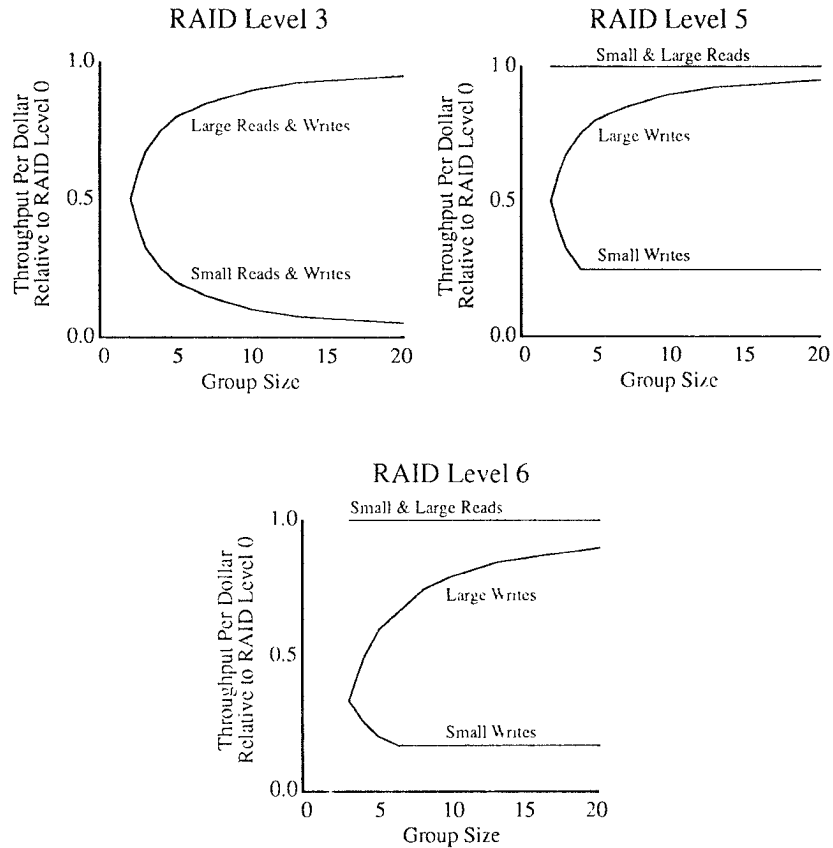 RAID Level 3
Throughput Per Dollar
Relative to RAID Level 0
1.0
0.5
0.0
Large Reads & Writes
Small Reads & Writes
0 5 10 15 20
Group Size
RAID Level 5
Throughput Per Dollar
Relative to RAID Level 0
1 0
0.5
0.0
Small & Large Reads
Large Writes
Small Writes
0 5 10 15 20
Group Size
RAID Level 6
Throughput Per Dollar
Relative to RAID Level 0
1.0
0.5
0.0
Small & Large Reads
Large Writes
Small Writes
0 5 10 15 20
Group Size